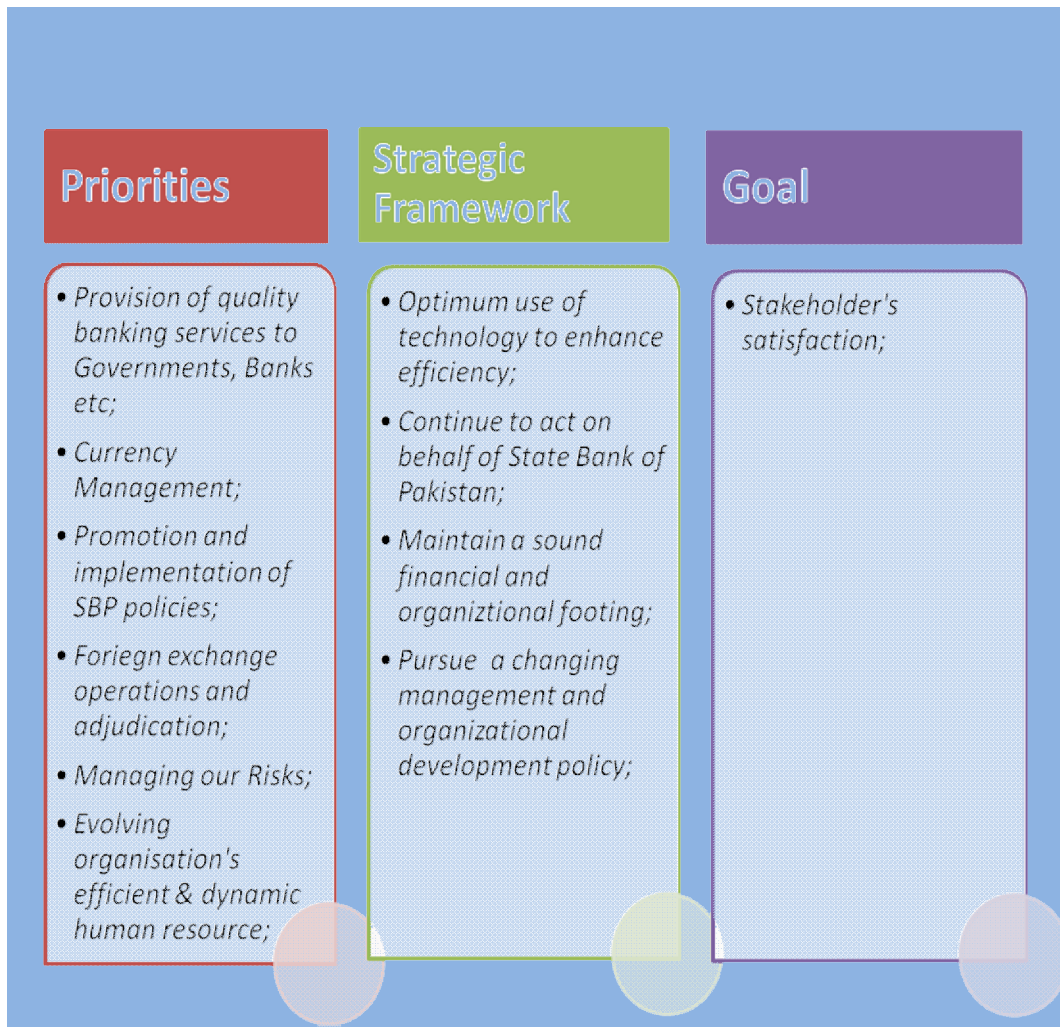 Priorities
• Provision of quality
banking services to
Governments, Banks
etc;
• Currency
Management;
• Promotion and
implementation of
SBP policies;
• Foriegn exchange
operations and
adjudication;
• Managing our Risks;
• Evolving
organisation's
efficient & dynamic
human resource;
Strategic
Framework
• Optimum use of
technology to enhance
efficiency;
• Continue to act on
behalf of State Bank of
Pakistan;
• Maintain a sound
financial and
organiztional footing;
• Pursue a changing
management and
organizational
development policy;
Goal
• Stakeholder's
satisfaction;